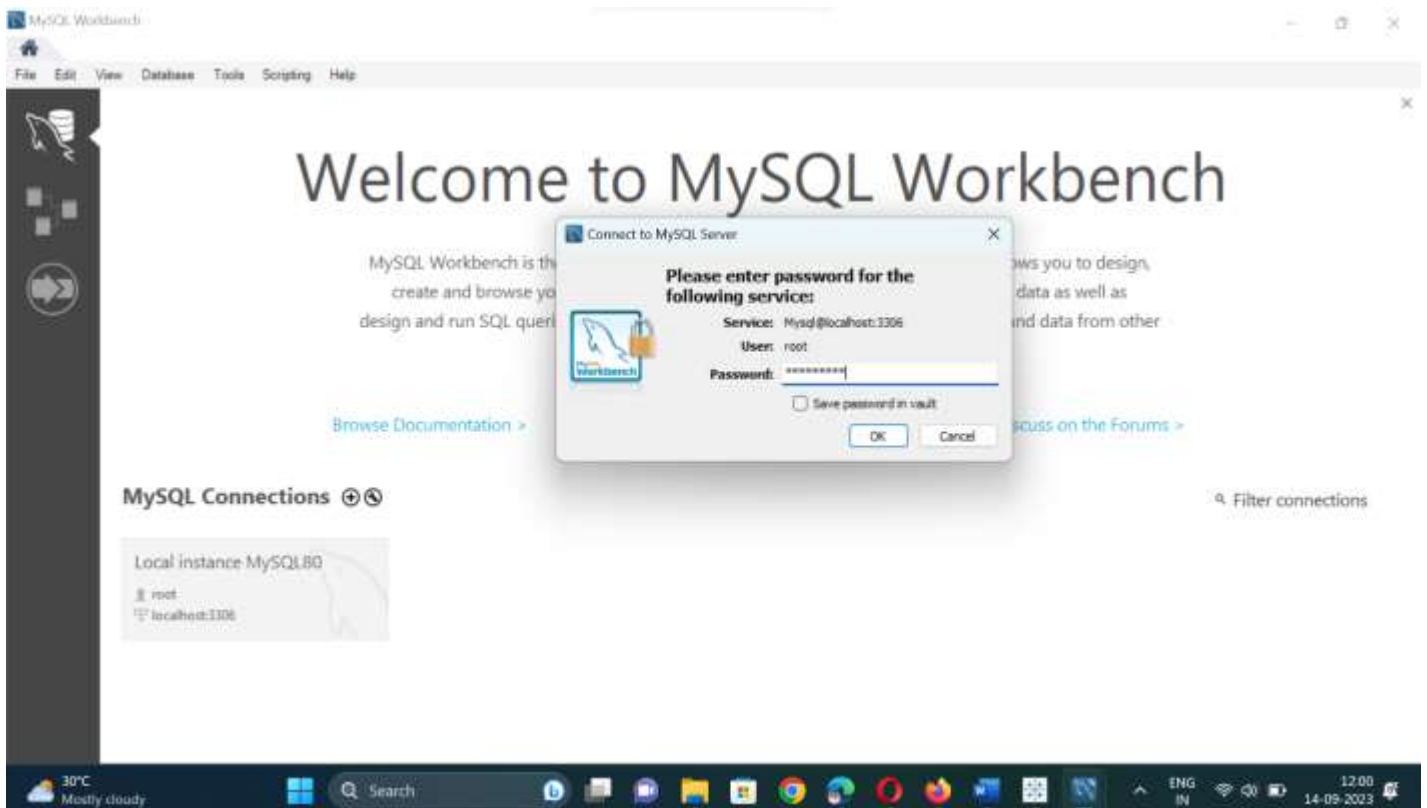 MySQL Workbench
File Edit View Database Tools Scripting Help
Welcome to MySQL Workbench
MySQL Workbench is th
ows you to design,
create and browse yo
data as well as
design and run SQL queri
nd data from other
Browse Documentation >
scuss on the Forums >
Connect to MySQL Server
Please enter password for the
following service:
Service: Mysql@localhost:3306
User: root
Password: *********
Save password in vault
OK Cancel
Workbench
MySQL Connections
Filter connections
Local instance MySQL80
root
localhost:3306
30°C
Mostly cloudy
Search
ENG
IN
12:00
14-09-2023